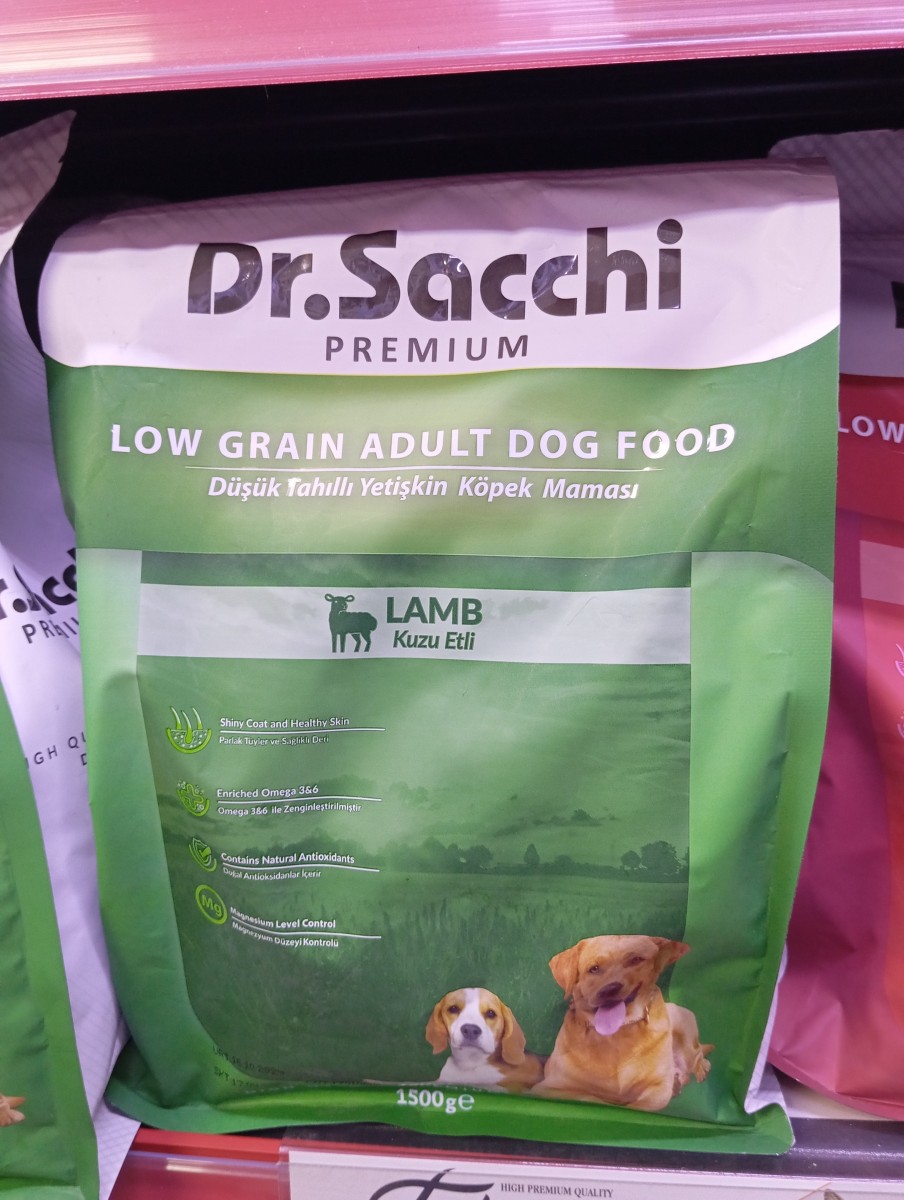 Dr.Sacchi
PREMIUM
LOW GRAIN ADULT DOG FOOD
Düşük Tahıllı Yetişkin Köpek Maması
LAMB
Kuzu Etli
Shiny Coat and Healthy Skin
Parlak Tüyler ve Sağlıklı Deri
Enriched Omega 3&6
Omega 3&6 ile Zenginleştirilmiştir
Contains Natural Antioxidants
Doğal Antioksidanlar İçerir
Mg
Magnesium Level Control
Magnezyum Düzeyi Kontrolü
1500g℮
LOW
HIGH PREMIUM QUALITY